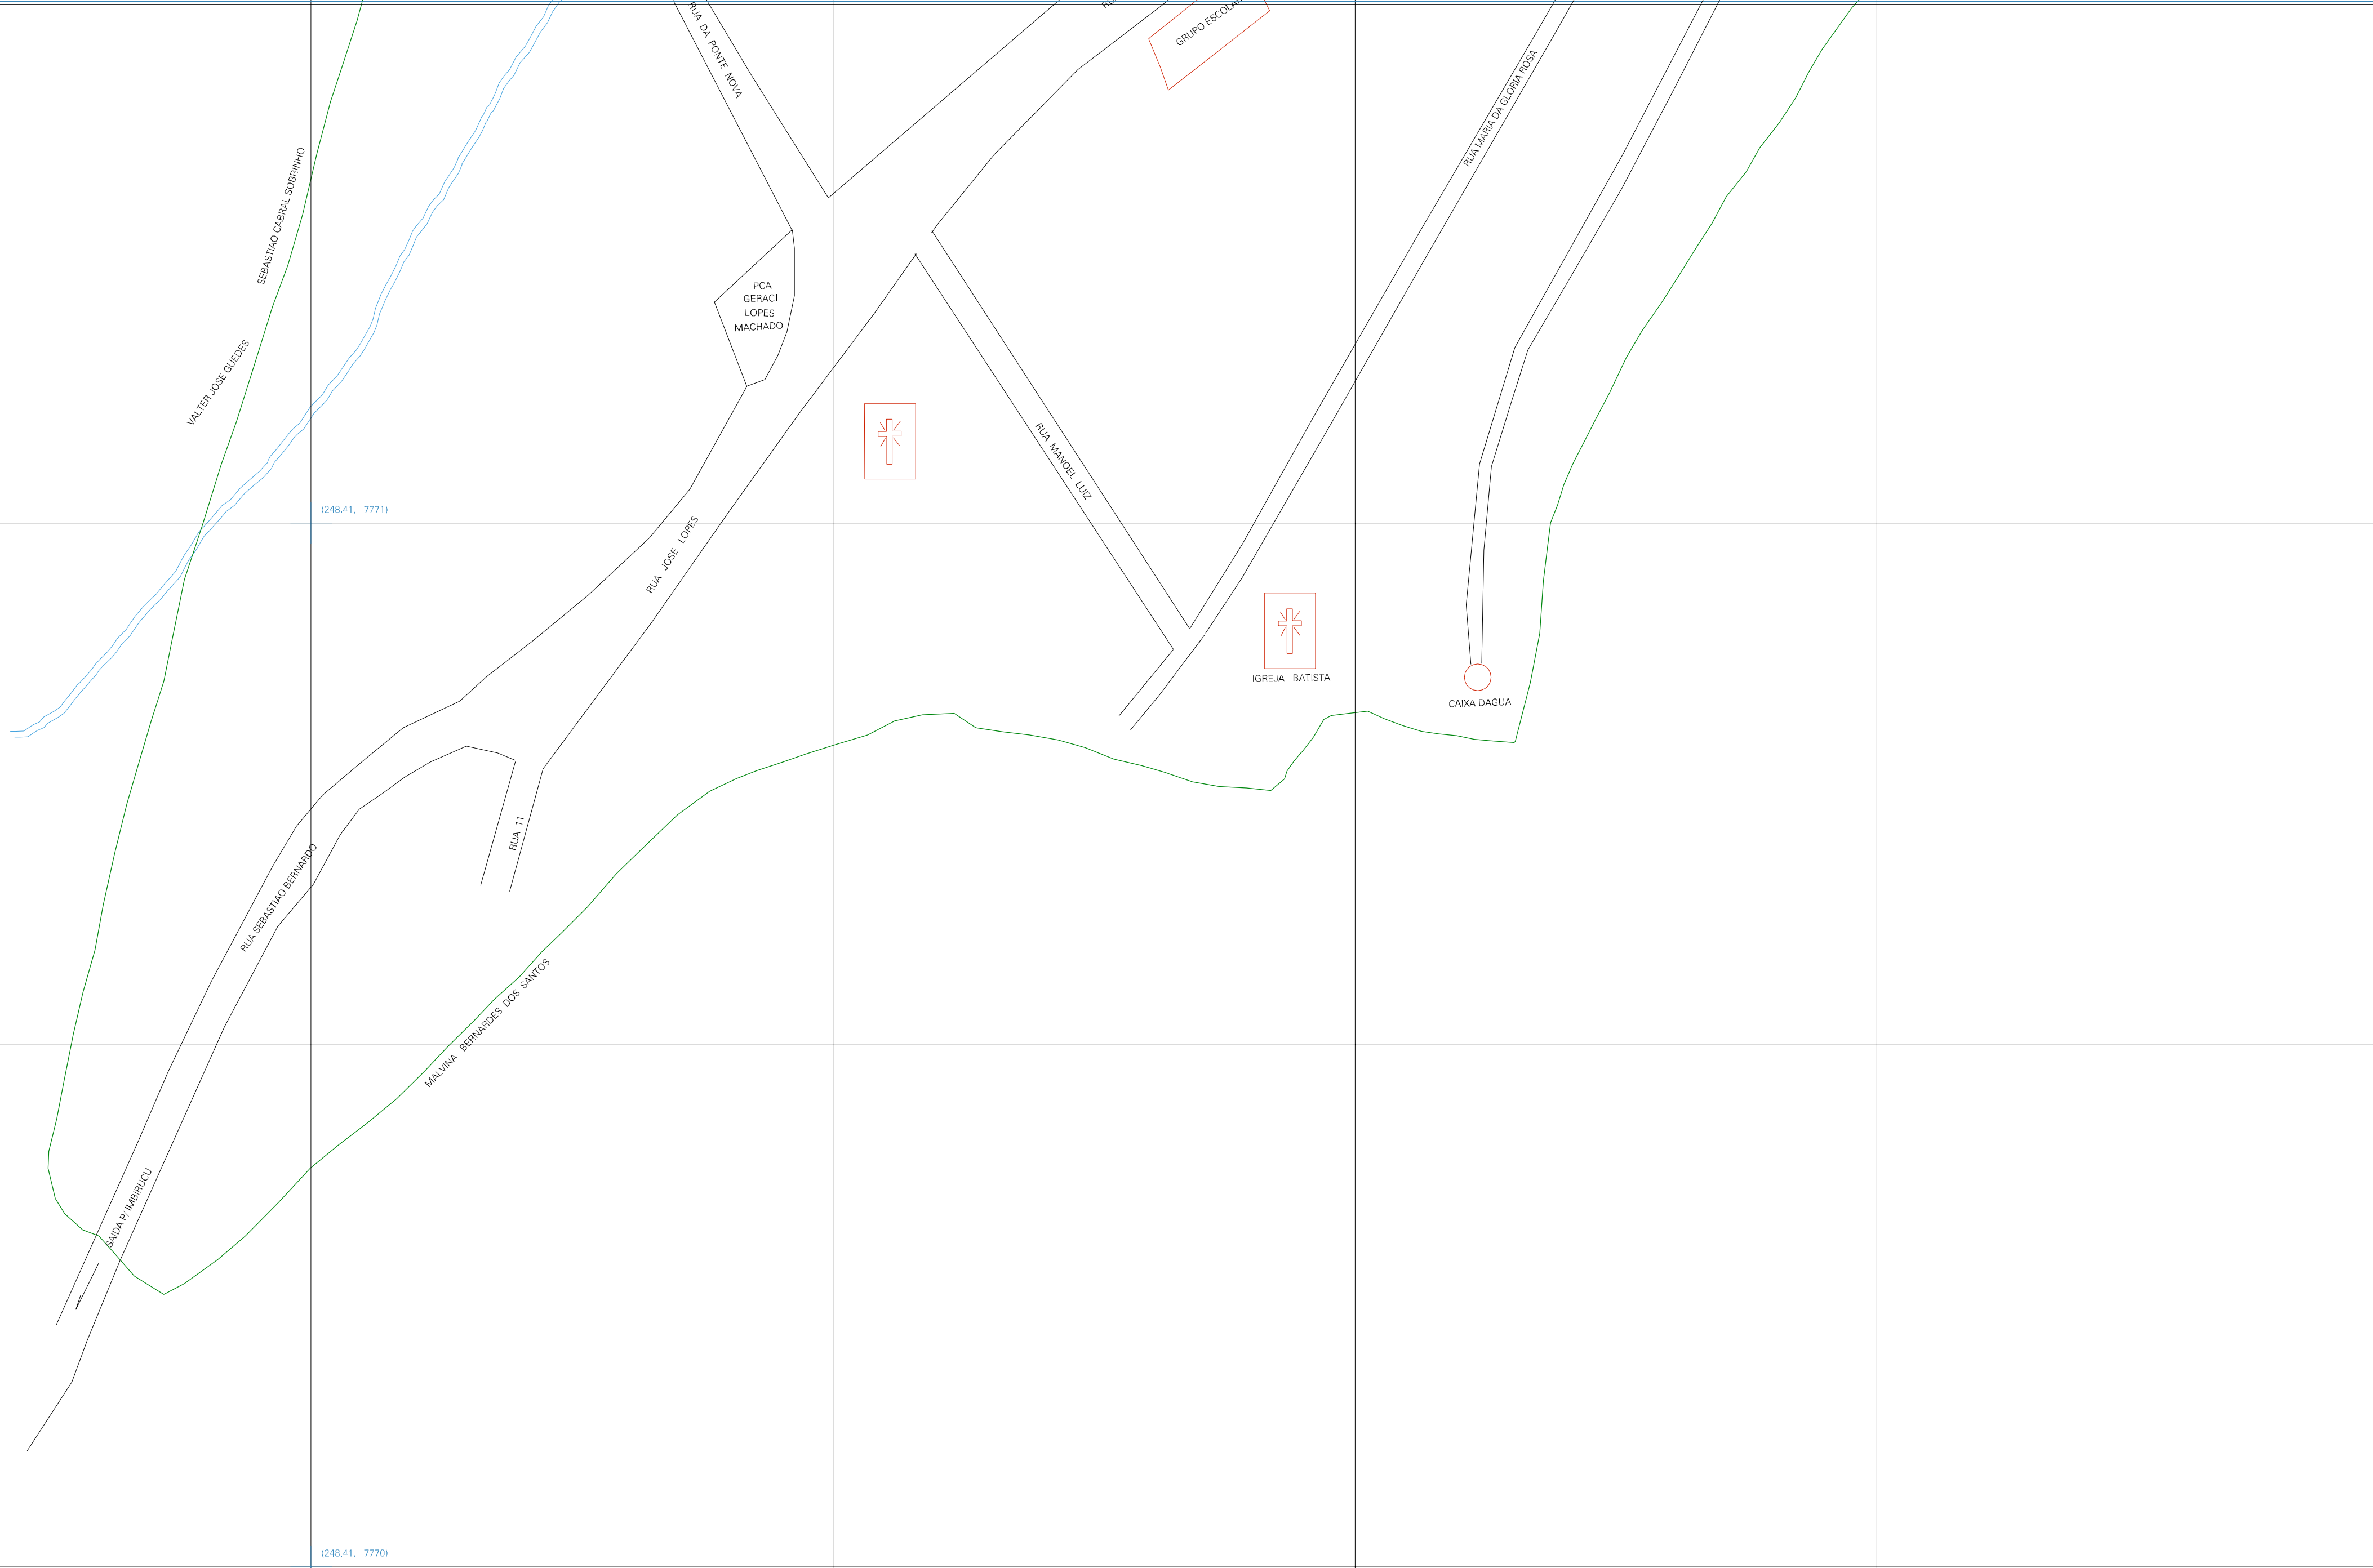 RUA DA PONTE NOVA
GRUPO ESCOLAR
RUA MARIA DA GLORIA ROSA
SEBASTIAO CABRAL SOBRINHO
PCA
GERACI
LOPES
MACHADO
VALTER JOSE GUEDES
RUA MANOEL LUIZ
(248.41, 7771)
RUA JOSE LOPES
IGREJA BATISTA
CAIXA DAGUA
RUA 11
RUA SEBASTIAO BERNARDO
MALVINA BERNARDES DOS SANTOS
SAIDA P/ IMBIRUCU
(248,41, 7770)